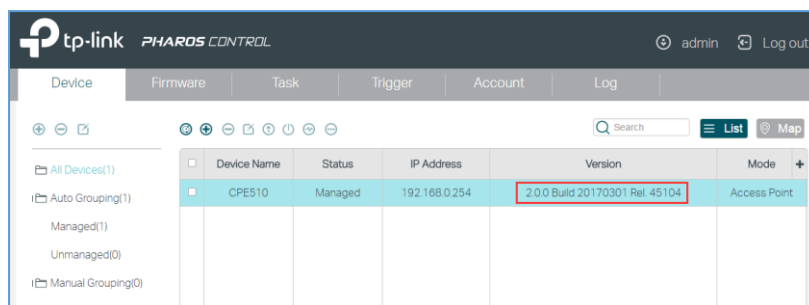 tp-link PHAROS CONTROL admin Log out
Device Firmware Task Trigger Account Log
Search List Map
All Devices(1)
Auto Grouping(1)
Managed(1)
Unmanaged(0)
Manual Grouping(0)
Device Name Status IP Address Version Mode +
CPE510 Managed 192.168.0.254 2.0.0 Build 20170301 Rel. 45104 Access Point